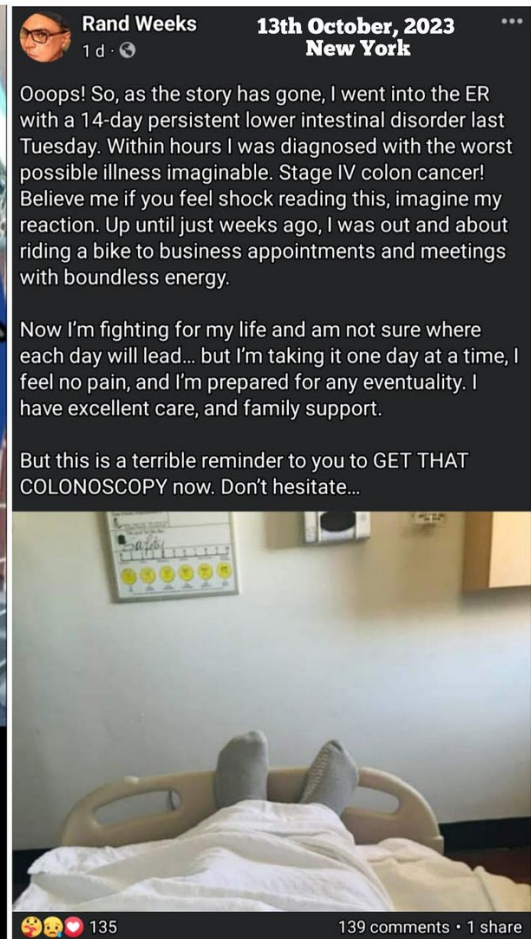 Rand Weeks
13th October, 2023
New York
1 d
Ooops! So, as the story has gone, I went into the ER
with a 14-day persistent lower intestinal disorder last
Tuesday. Within hours I was diagnosed with the worst
possible illness imaginable. Stage IV colon cancer!
Believe me if you feel shock reading this, imagine my
reaction. Up until just weeks ago, I was out and about
riding a bike to business appointments and meetings
with boundless energy.
Now I'm fighting for my life and am not sure where
each day will lead... but I'm taking it one day at a time, I
feel no pain, and I'm prepared for any eventuality. I
have excellent care, and family support.
But this is a terrible reminder to you to GET THAT
COLONOSCOPY now. Don't hesitate...
Safety
135
139 comments • 1 share